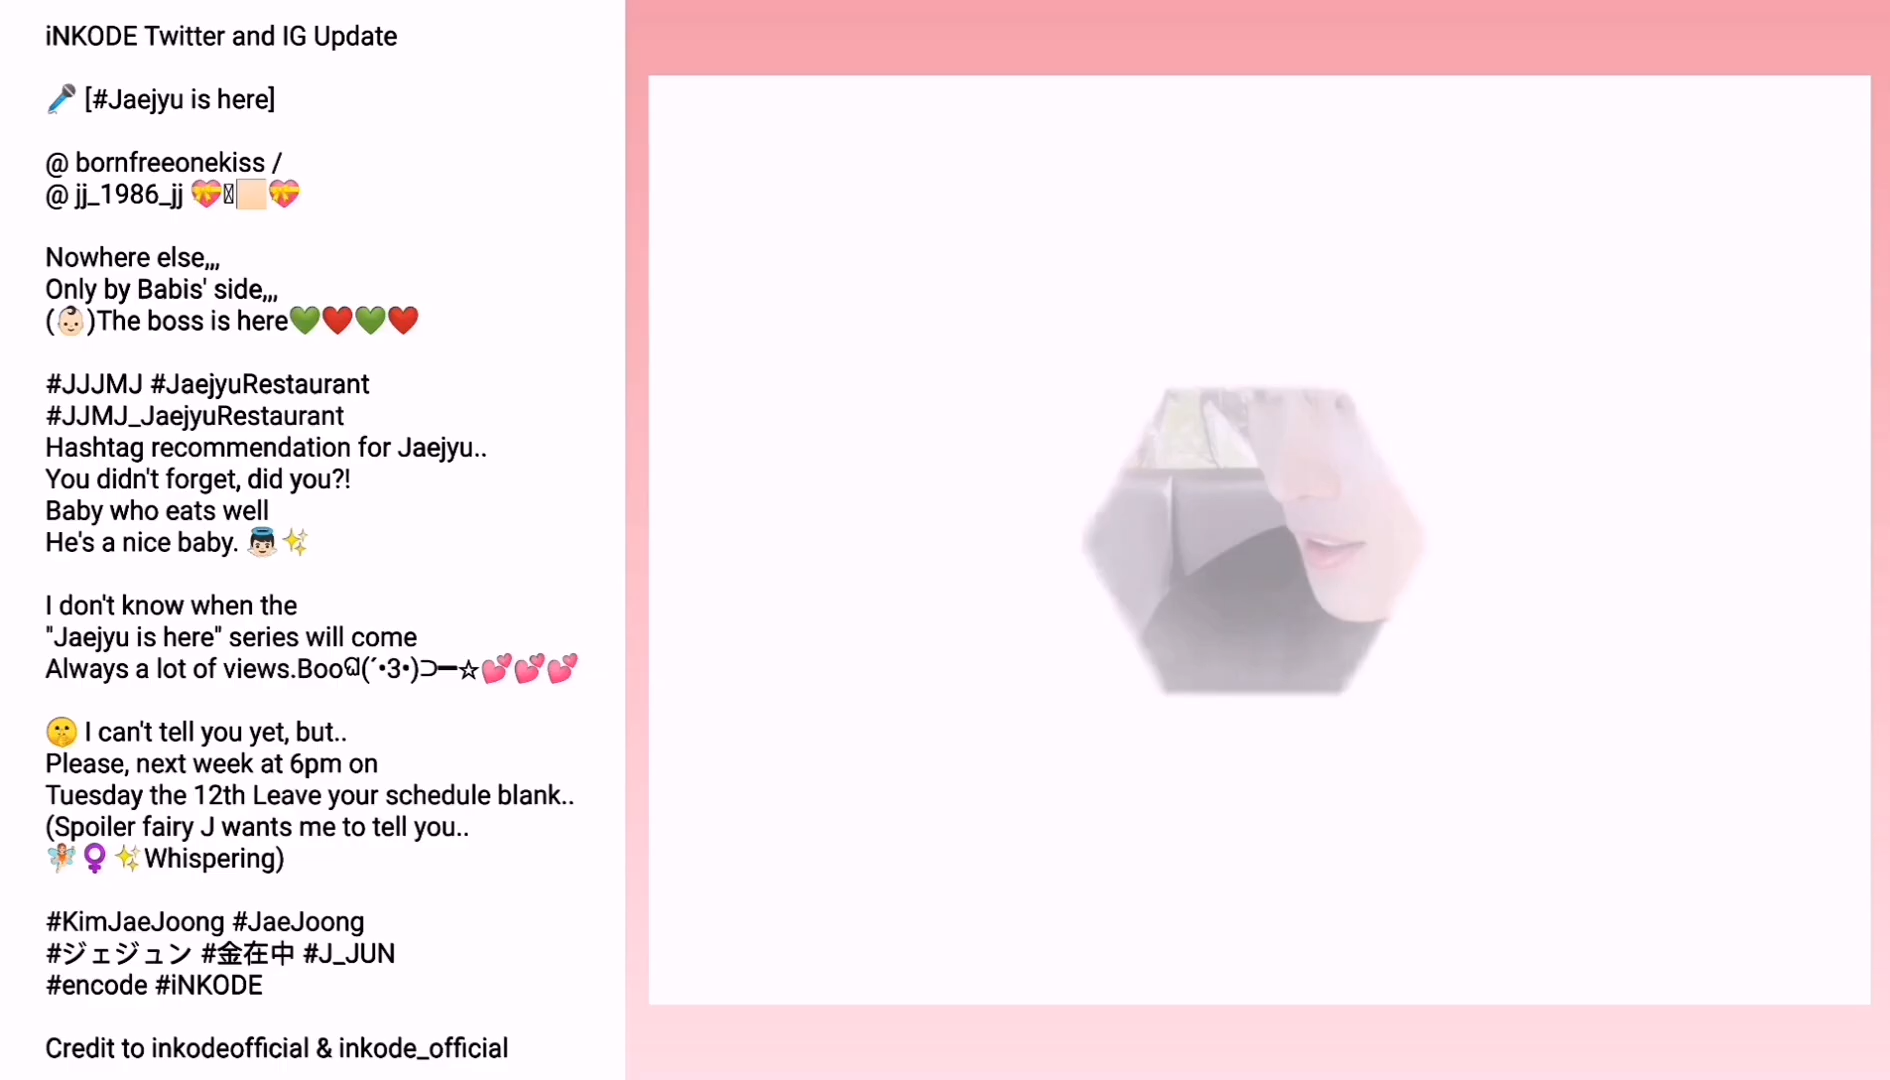 iNKODE Twitter and IG Update
🎤 [#Jaejyu is here]
@ bornfreeonekiss /
@ jj_1986_jj 💝🏻💝
Nowhere else,,,
Only by Babis' side,,,
(👶🏻)The boss is here💚❤️💚❤️
#JJJMJ #JaejyuRestaurant
#JJMJ_JaejyuRestaurant
Hashtag recommendation for Jaejyu..
You didn't forget, did you?!
Baby who eats well
He's a nice baby. 👼🏻✨
I don't know when the
"Jaejyu is here" series will come
Always a lot of views.Booด้(´•3•)⊃━☆💕💕💕
🤫 I can't tell you yet, but..
Please, next week at 6pm on
Tuesday the 12th Leave your schedule blank..
(Spoiler fairy J wants me to tell you..
🧚🏻♀️✨Whispering)
#KimJaeJoong #JaeJoong
#ジェジュン #金在中 #J_JUN
#encode #iNKODE
Credit to inkodeofficial & inkode_official